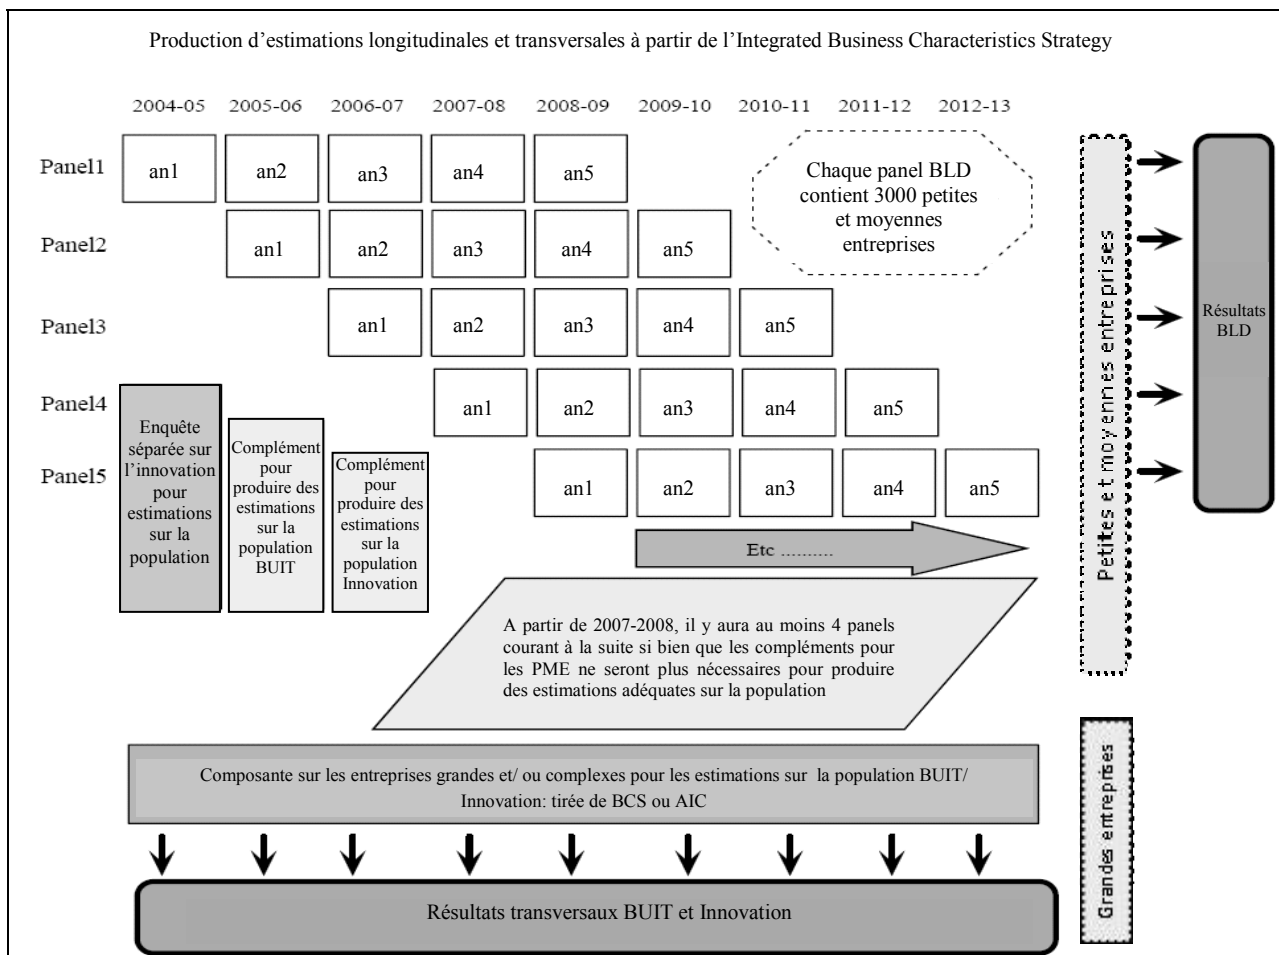 Production d’estimations longitudinales et transversales à partir de l’Integrated Business Characteristics Strategy
2004-05 2005-06 2006-07 2007-08 2008-09 2009-10 2010-11 2011-12 2012-13
Panel1 an1 an2 an3 an4 an5
Chaque panel BLD
contient 3000 petites
et moyennes
entreprises
Panel2 an1 an2 an3 an4 an5
Panel3 an1 an2 an3 an4 an5
Panel4 an1 an2 an3 an4 an5
Panel5 an1 an2 an3 an4 an5
Enquête
séparée sur
l’innovation
pour
estimations
sur la
population
Complément
pour
produire des
estimations
sur la
population
BUIT
Complément
pour
produire des
estimations
sur la
population
Innovation
Etc ..........
A partir de 2007-2008, il y aura au moins 4 panels
courant à la suite si bien que les compléments pour
les PME ne seront plus nécessaires pour produire
des estimations adéquates sur la population
Petites et moyennes entreprises
Résultats
BLD
Composante sur les entreprises grandes et/ ou complexes pour les estimations sur la population BUIT/
Innovation: tirée de BCS ou AIC
Grandes entreprises
Résultats transversaux BUIT et Innovation